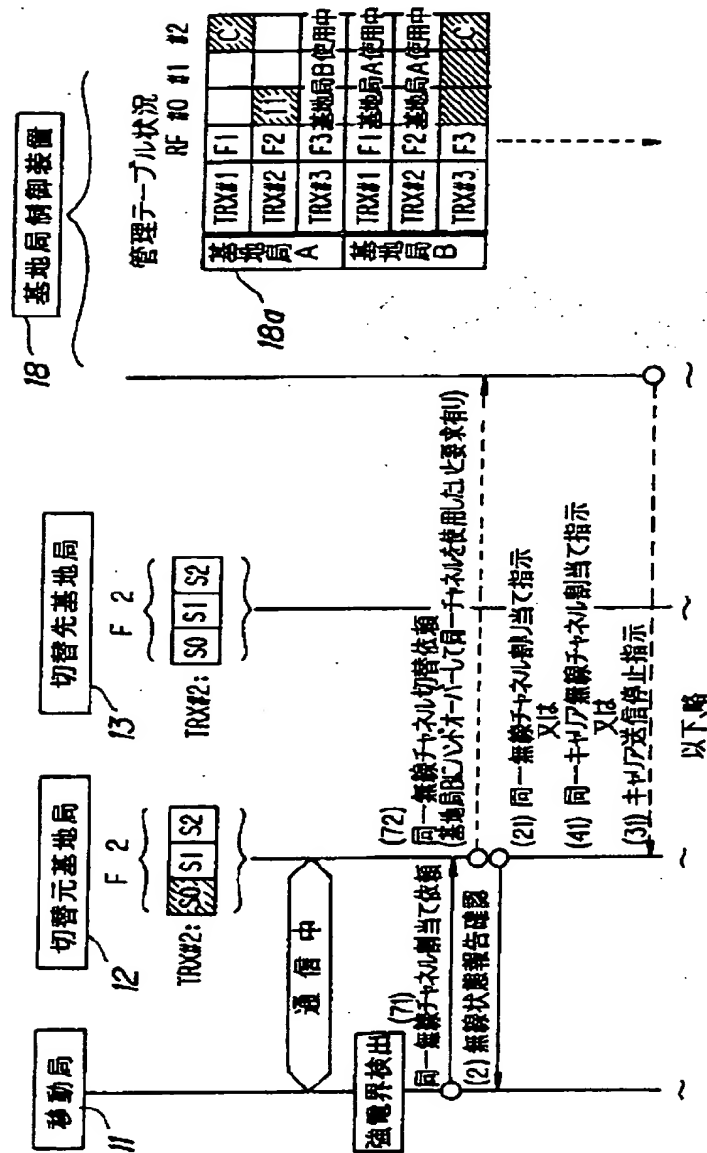 移動局
11
切替元基地局
12
F 2
TRX#2:
S0 S1 S2
切替先基地局
13
F 2
TRX#2:
S0 S1 S2
18
基地局制御装置
管理テーブル状況
RF #0 #1 #2
18a
基地局A
TRX#1 F1 C
TRX#2 F2 11
TRX#3 F3 基地局B使用中
基地局B
TRX#1 F1 基地局A使用中
TRX#2 F2 基地局A使用中
TRX#3 F3 C
通信中
強電界検出
(71)
同一無線チャネル割当て依頼
(2) 無線状態報告確認
(72)
同一無線チャンネル切替依頼
(基地局Bにハンドオーバーして同一チャネルを使用したいと要求有り)
(21) 同一無線チャネル割り当て指示
又は
(41) 同一キャリア無線チャネル割当て指示
又は
(31) キャリア送信停止指示
以下、略